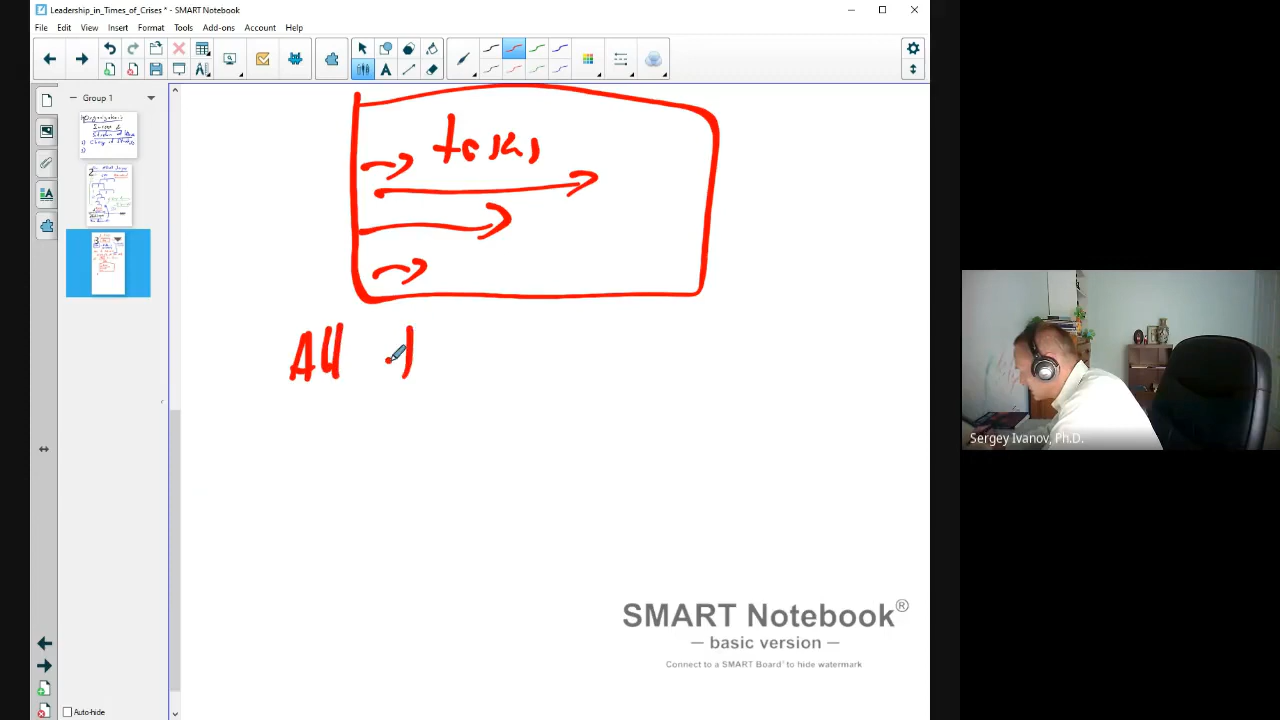 Leadership_in_Times_of_Crises * - SMART Notebook
File Edit View Insert Format Tools Add-ons Account Help
Group 1
tasks
All
Sergey Ivanov, Ph.D.
SMART Notebook®
— basic version —
Connect to a SMART Board® to hide watermark
Auto-hide